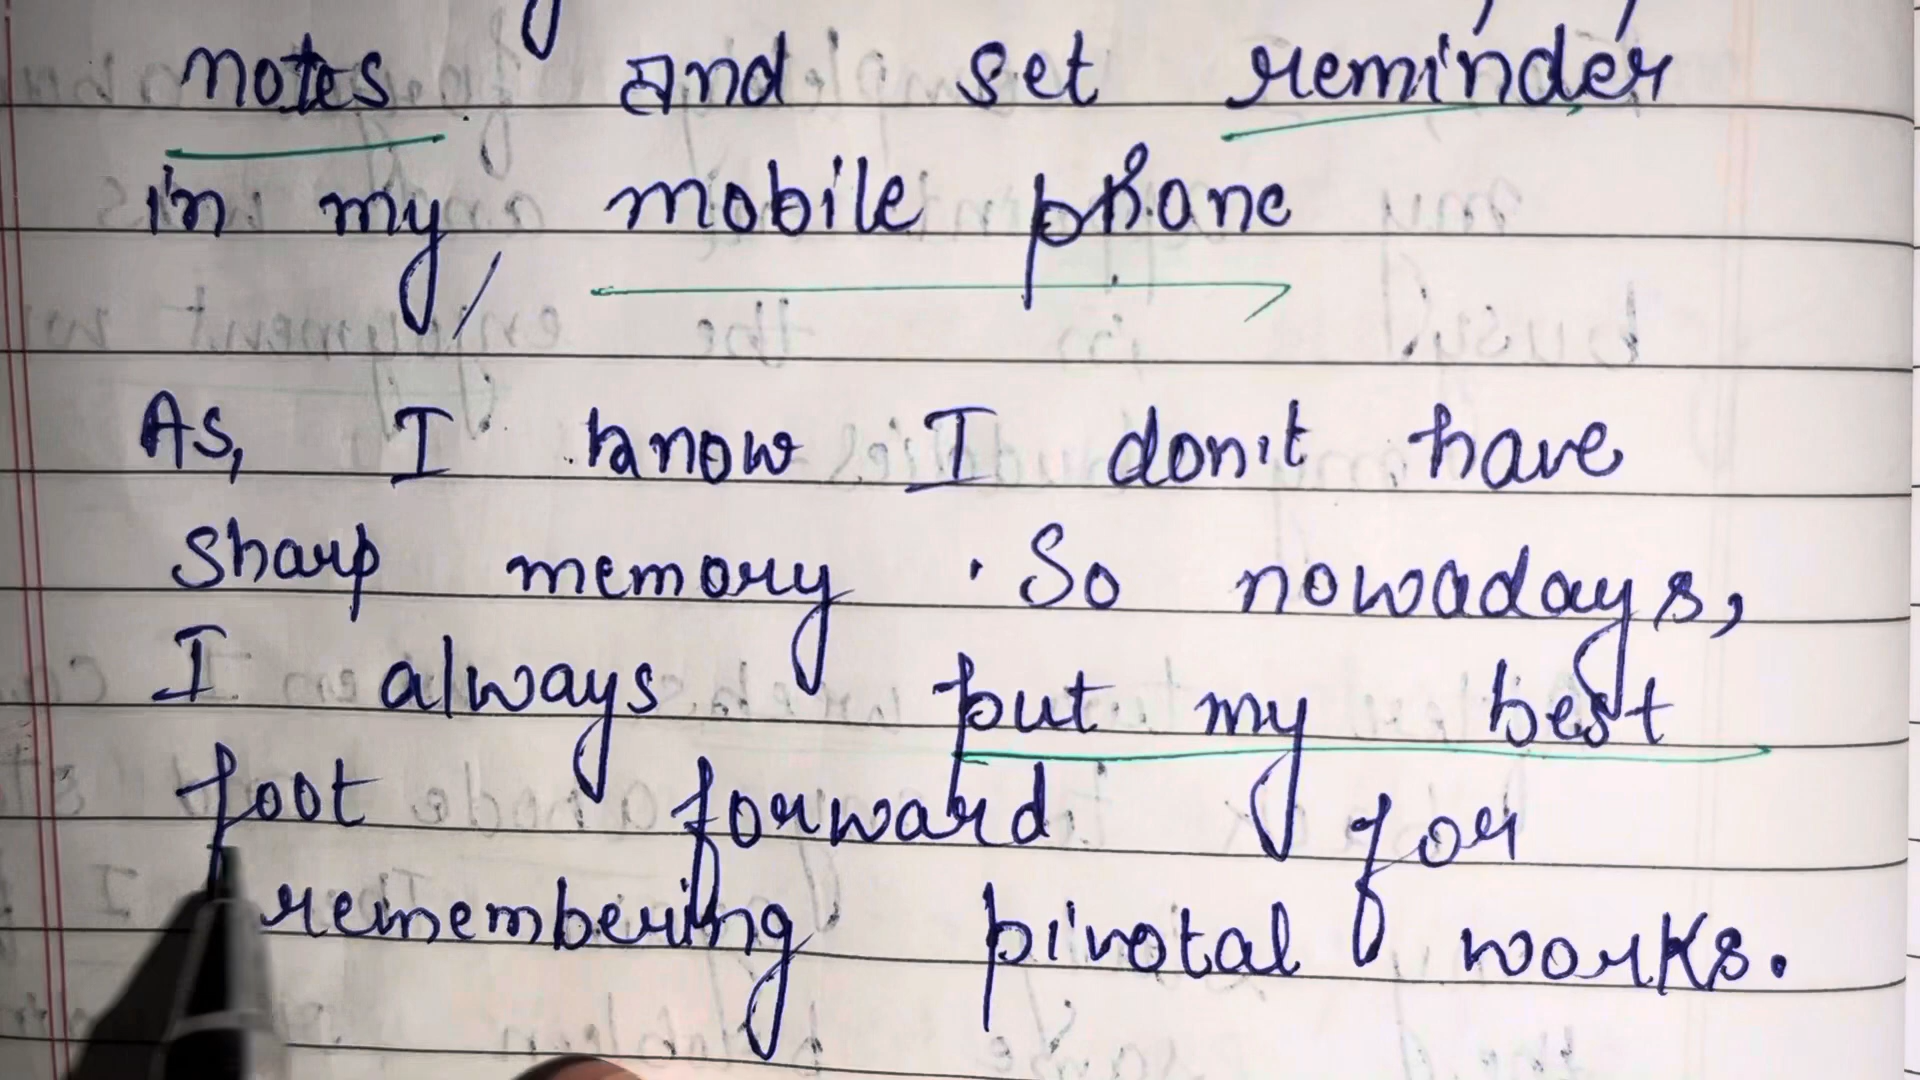 notes and set reminder
in my mobile phone
As, I know I don't have
sharp memory. So nowadays,
I always put my best
foot forward for
remembering pivotal works.